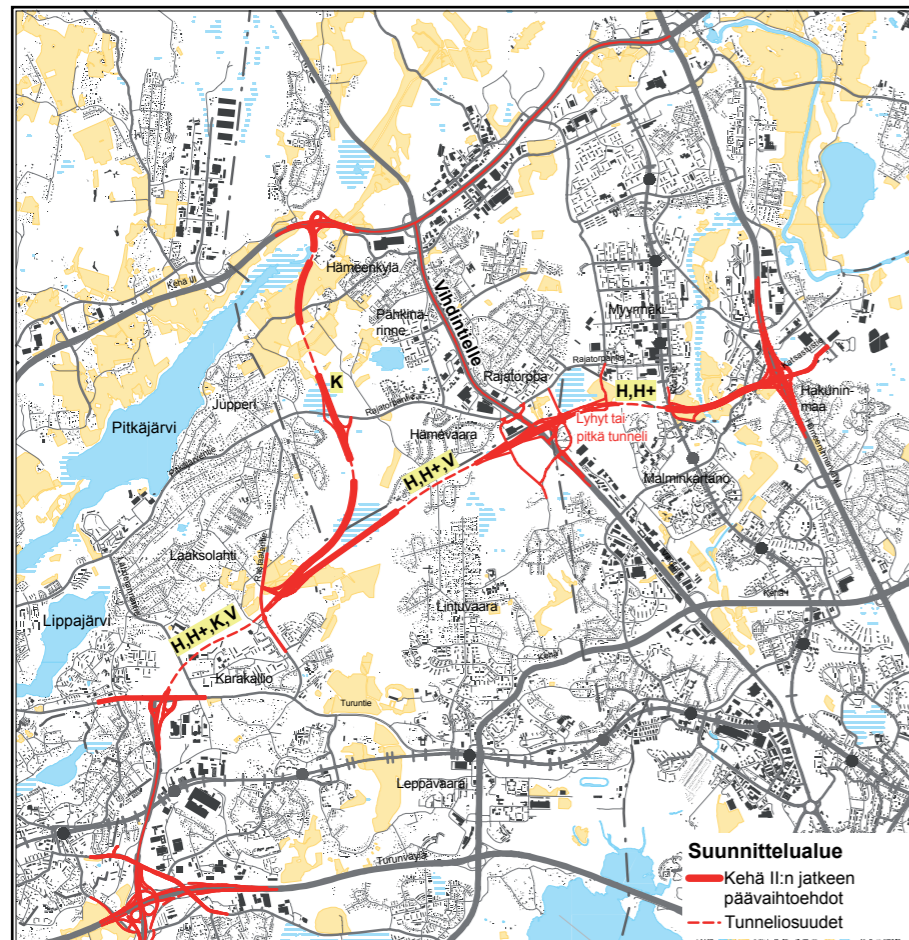 Kehä III
Hämeenkylä
Pähkinä-
rinne
Vihdintielle
Myyrmäki
Rajatorpantie
Rajatorppa
K
H,H+
Hakunin-
maa
Lyhyt tai
pitkä tunneli
Jupperi
Pitkäjärvi
Rajatorpantie
Hämevaara
H,H+,V
Malminkartano
Laaksolahti
Lippajärvi
Lintuvaara
Kehä I
H,H+,K,V
Karakallio
Turuntie
Leppävaara
Turunväylä
Suunnittelualue
Kehä II:n jatkeen
päävaihtoehdot
Tunneliosuudet